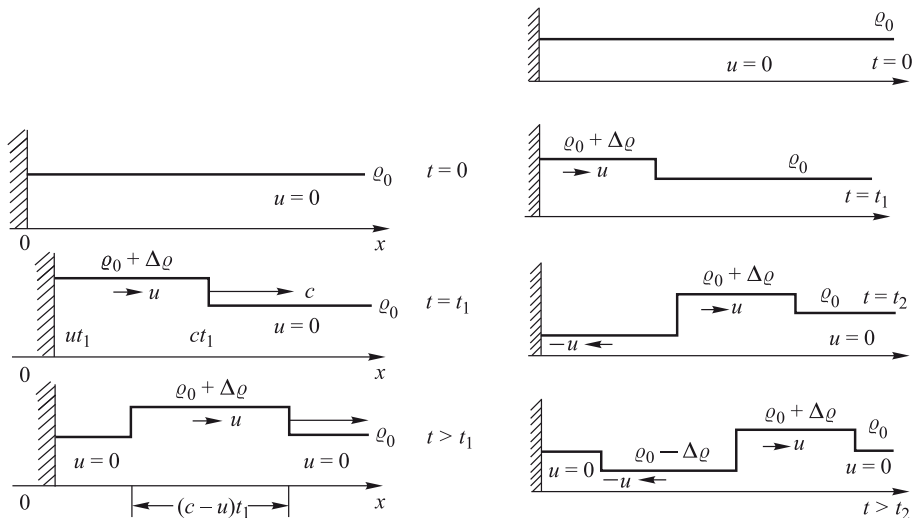 ϱ₀ t = 0
u = 0
0 x
ϱ₀ + Δϱ
u c
ϱ₀ t = t₁
ut₁ ct₁ u = 0
0 x
ϱ₀ + Δϱ
u
ϱ₀ t > t₁
u = 0 u = 0
0 (c – u)t₁ x
ϱ₀
u = 0 t = 0
ϱ₀ + Δϱ
ϱ₀
u
t = t₁
ϱ₀ + Δϱ
ϱ₀ t = t₂
u
–u u = 0
ϱ₀ + Δϱ
ϱ₀
u = 0 ϱ₀ – Δϱ u u = 0
–u
t > t₂